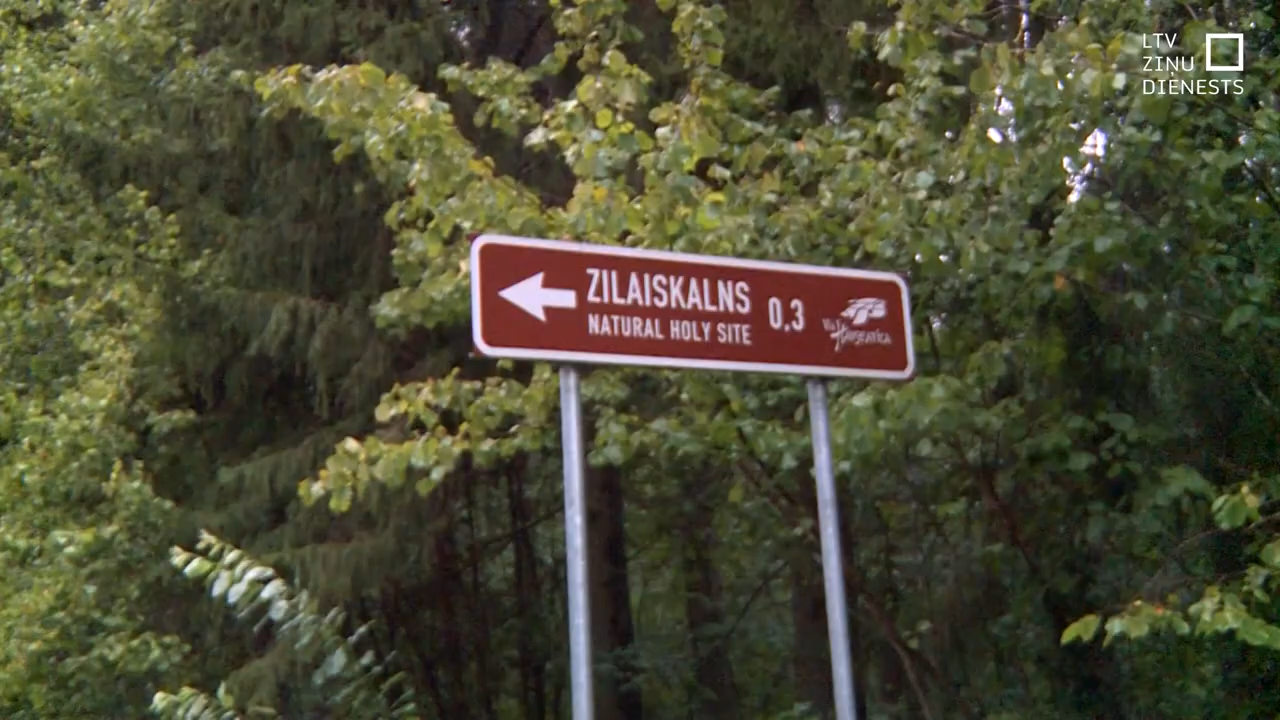 LTV
ZIŅU
DIENESTS
ZILAISKALNS
NATURAL HOLY SITE
0,3
Via
Hanseatica